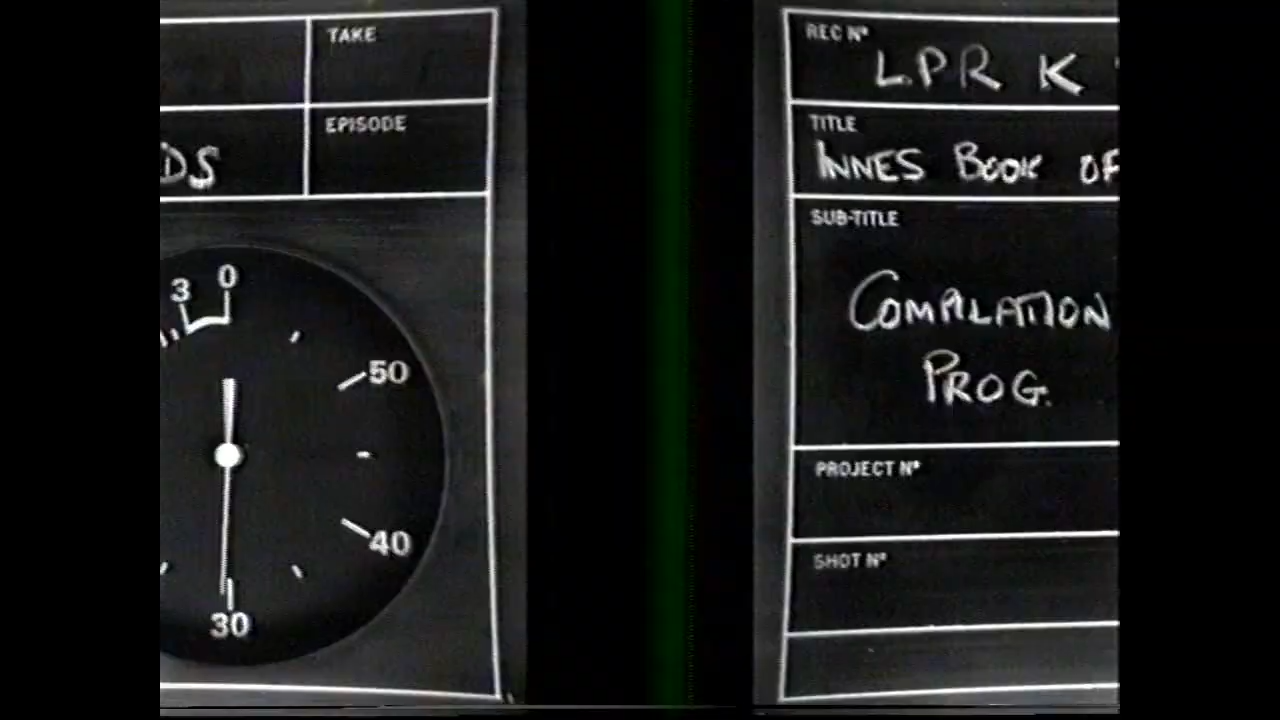 TAKE
EPISODE
DS
3 0
50
40
30
REC Nº
L.P.R K
TITLE
INNES BOOK OF
SUB-TITLE
COMPILATION
PROG.
PROJECT Nº
SHOT Nº